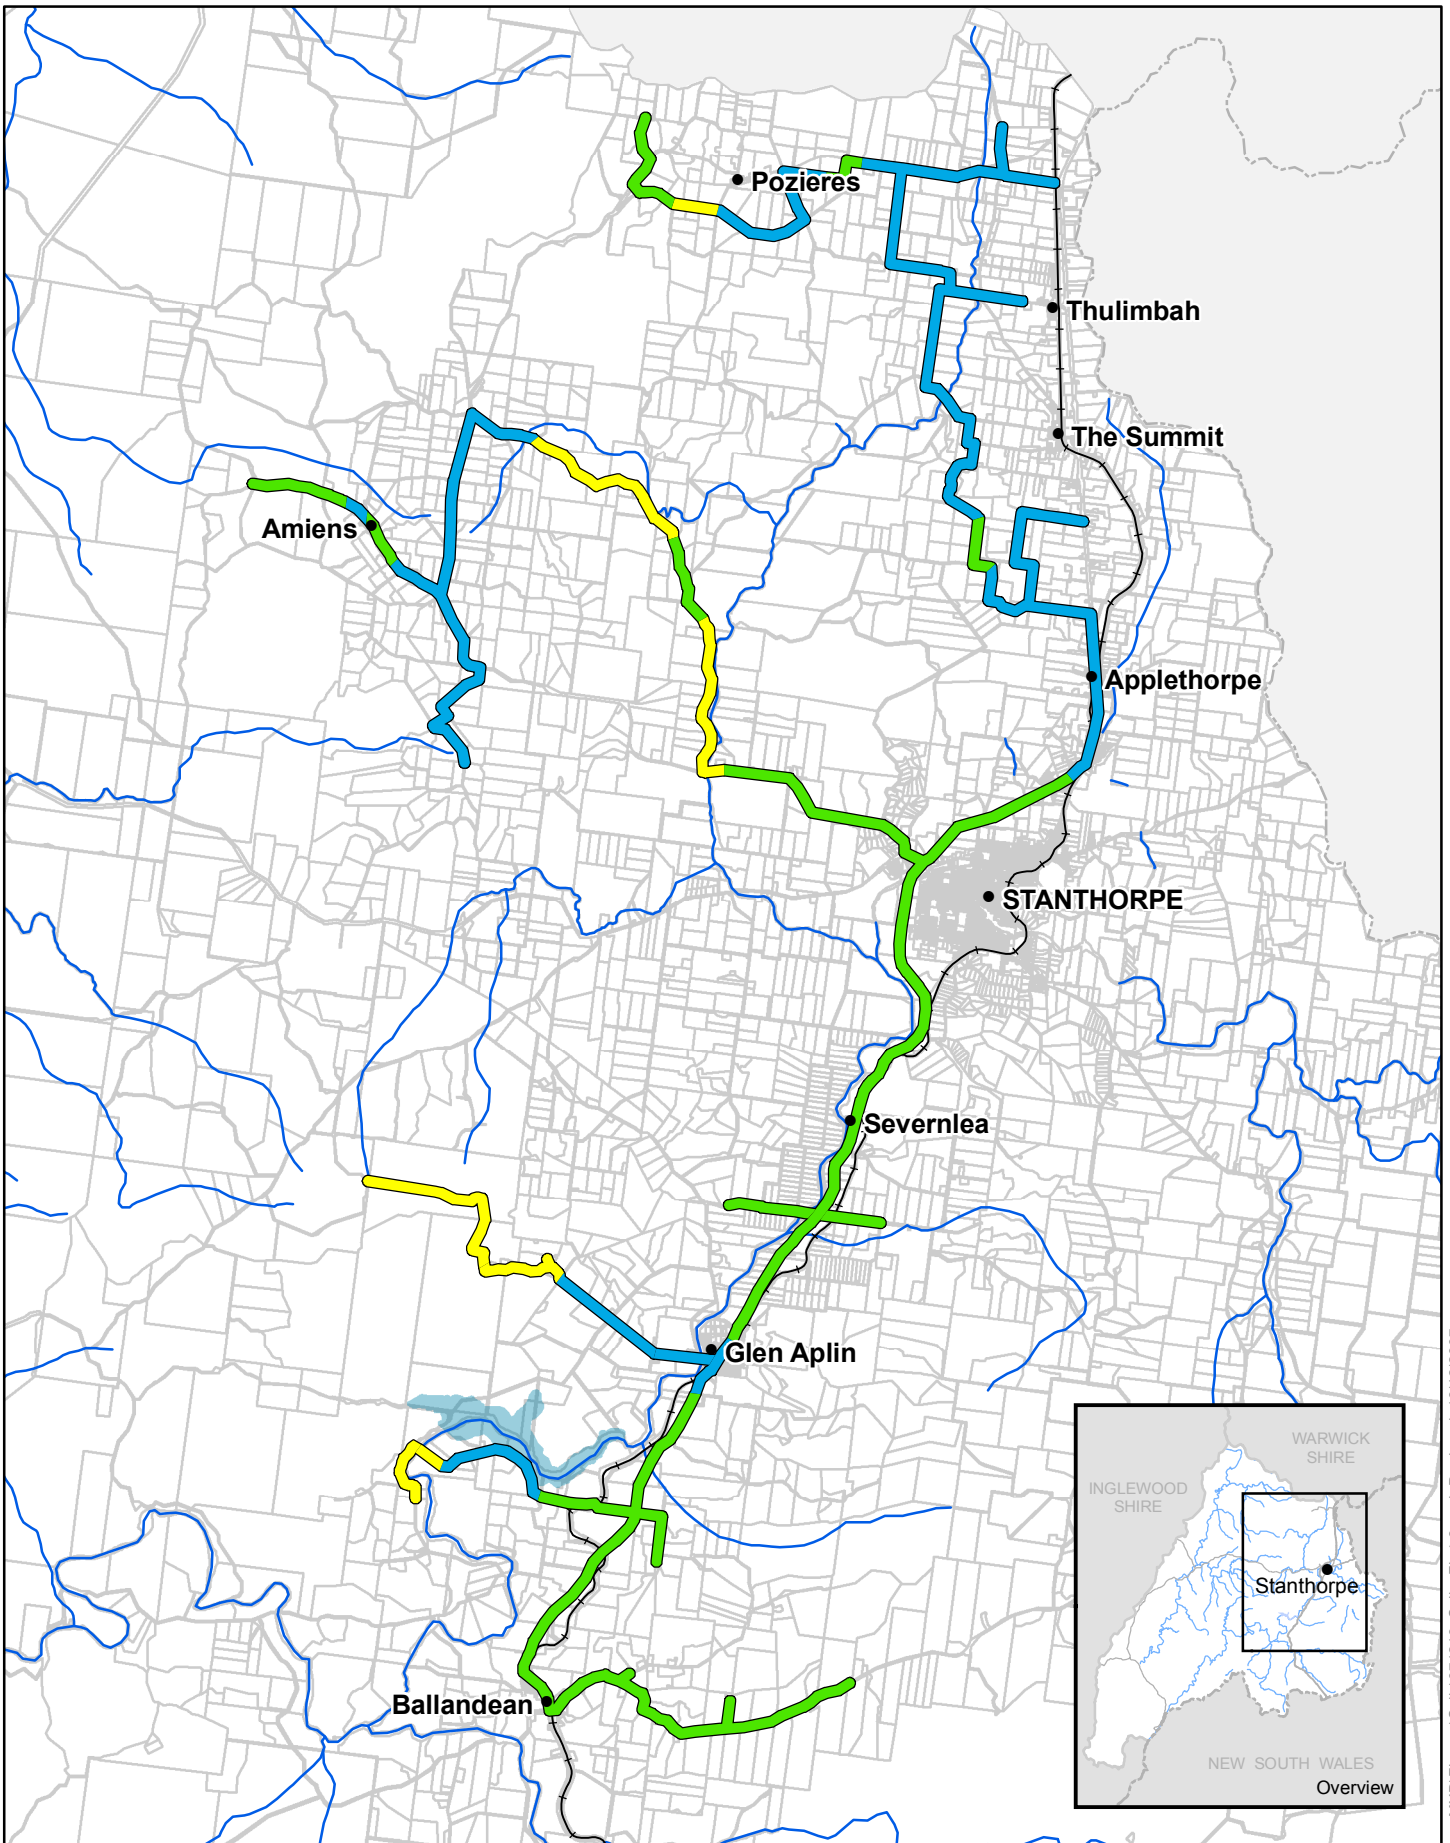 Pozieres
Thulimbah
The Summit
Amiens
Applethorpe
STANTHORPE
Severnlea
Glen Aplin
Ballandean
WARWICK
SHIRE
INGLEWOOD
SHIRE
Stanthorpe
NEW SOUTH WALES
Overview